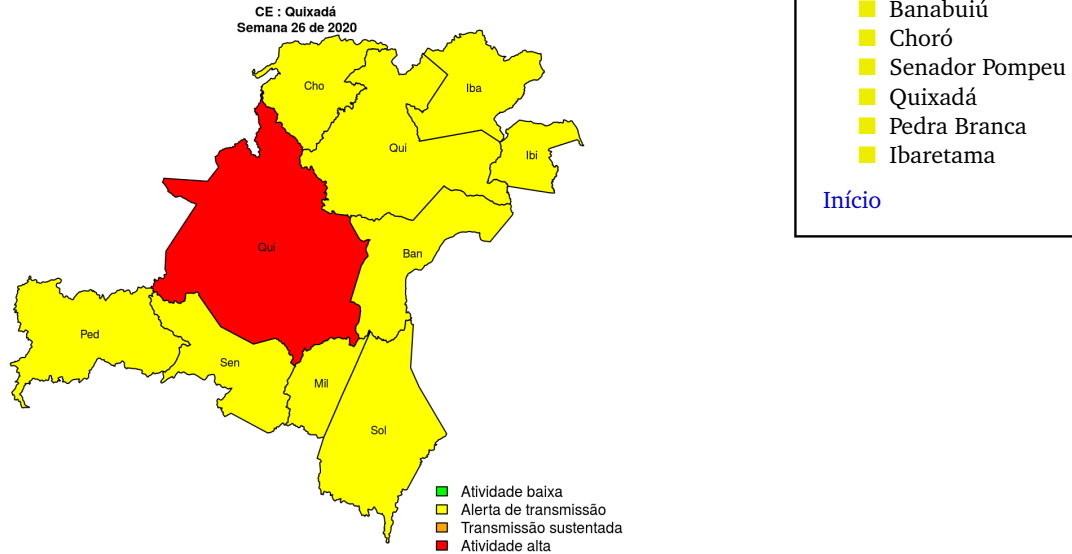 CE : Quixadá
Semana 26 de 2020
Cho
Iba
Qui
Ibi
Qui
Ban
Ped
Sen
Mil
Sol
Atividade baixa
Alerta de transmissão
Transmissão sustentada
Atividade alta
Banabuiú
Choró
Senador Pompeu
Quixadá
Pedra Branca
Ibaretama
Início